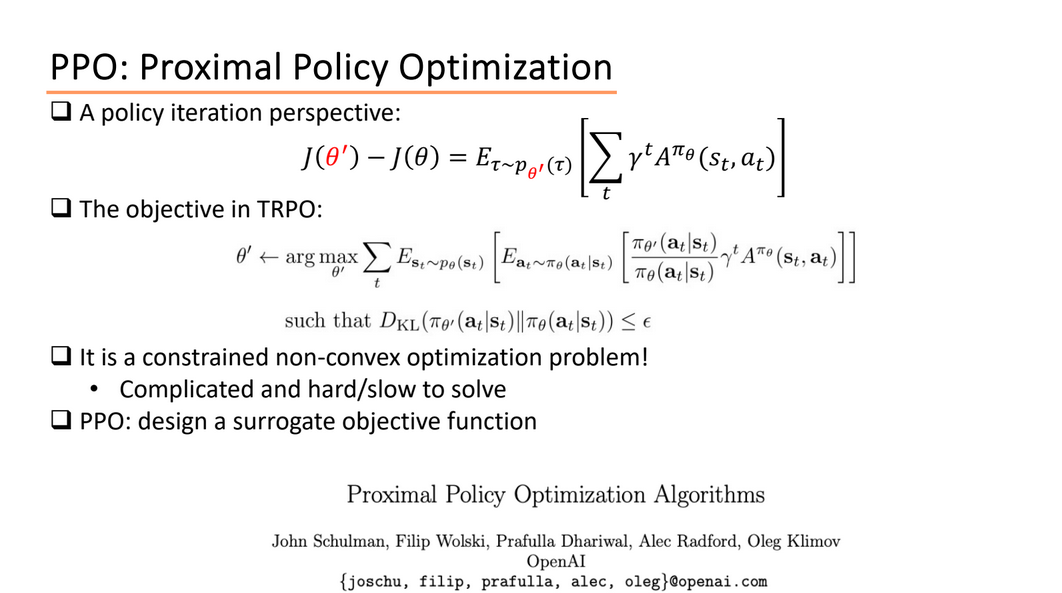 PPO: Proximal Policy Optimization
❑ A policy iteration perspective:
J(θ′) − J(θ) = E_{τ∼p_{θ′}(τ)} [∑_t γ^t A^{π_θ}(s_t, a_t)]
❑ The objective in TRPO:
θ′ ← arg max_{θ′} ∑_t E_{s_t∼p_θ(s_t)} [E_{a_t∼π_θ(a_t|s_t)} [π_{θ′}(a_t|s_t)/π_θ(a_t|s_t) γ^t A^{π_θ}(s_t, a_t)]]
such that D_KL(π_{θ′}(a_t|s_t)‖π_θ(a_t|s_t)) ≤ ϵ
❑ It is a constrained non-convex optimization problem!
• Complicated and hard/slow to solve
❑ PPO: design a surrogate objective function
Proximal Policy Optimization Algorithms
John Schulman, Filip Wolski, Prafulla Dhariwal, Alec Radford, Oleg Klimov
OpenAI
{joschu, filip, prafulla, alec, oleg}@openai.com